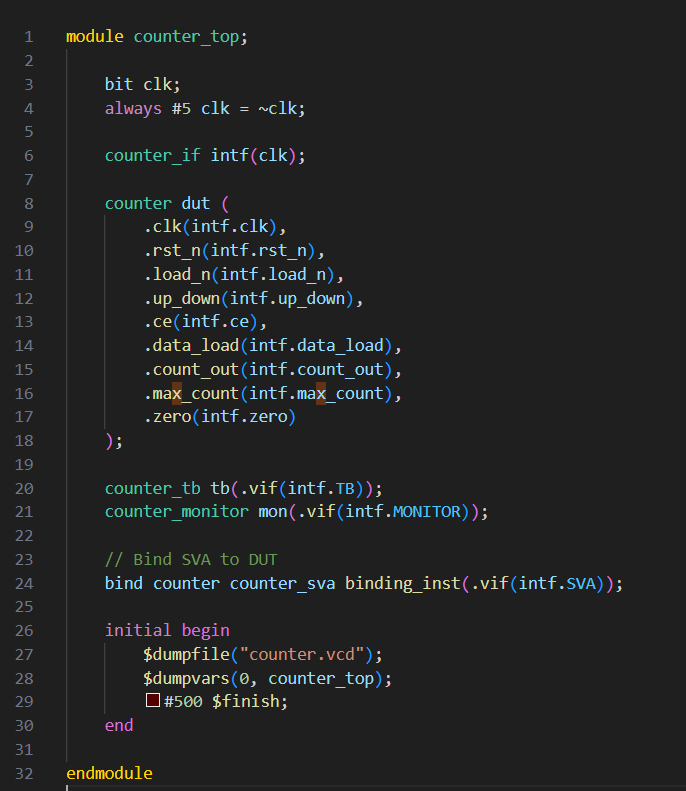 1 module counter_top;
2
3 bit clk;
4 always #5 clk = ~clk;
5
6 counter_if intf(clk);
7
8 counter dut (
9 .clk(intf.clk),
10 .rst_n(intf.rst_n),
11 .load_n(intf.load_n),
12 .up_down(intf.up_down),
13 .ce(intf.ce),
14 .data_load(intf.data_load),
15 .count_out(intf.count_out),
16 .max_count(intf.max_count),
17 .zero(intf.zero)
18 );
19
20 counter_tb tb(.vif(intf.TB));
21 counter_monitor mon(.vif(intf.MONITOR));
22
23 // Bind SVA to DUT
24 bind counter counter_sva binding_inst(.vif(intf.SVA));
25
26 initial begin
27 $dumpfile("counter.vcd");
28 $dumpvars(0, counter_top);
29 #500 $finish;
30 end
31
32 endmodule